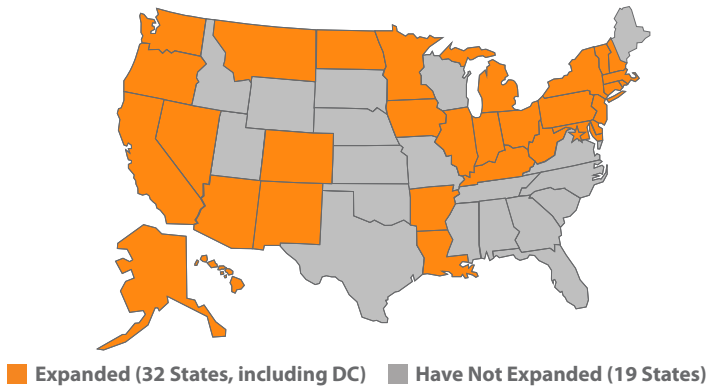 Expanded (32 States, including DC)
Have Not Expanded (19 States)